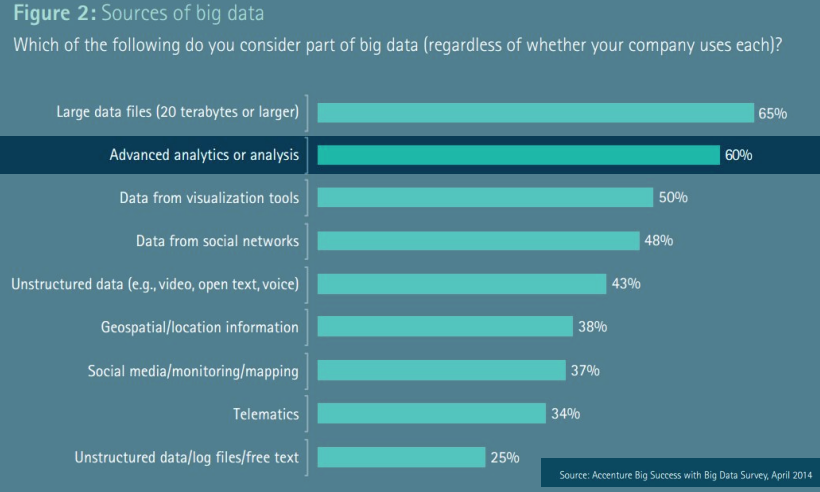 Figure 2: Sources of big data
Which of the following do you consider part of big data (regardless of whether your company uses each)?
Large data files (20 terabytes or larger) 65%
Advanced analytics or analysis 60%
Data from visualization tools 50%
Data from social networks 48%
Unstructured data (e.g., video, open text, voice) 43%
Geospatial/location information 38%
Social media/monitoring/mapping 37%
Telematics 34%
Unstructured data/log files/free text 25%
Source: Accenture Big Success with Big Data Survey, April 2014